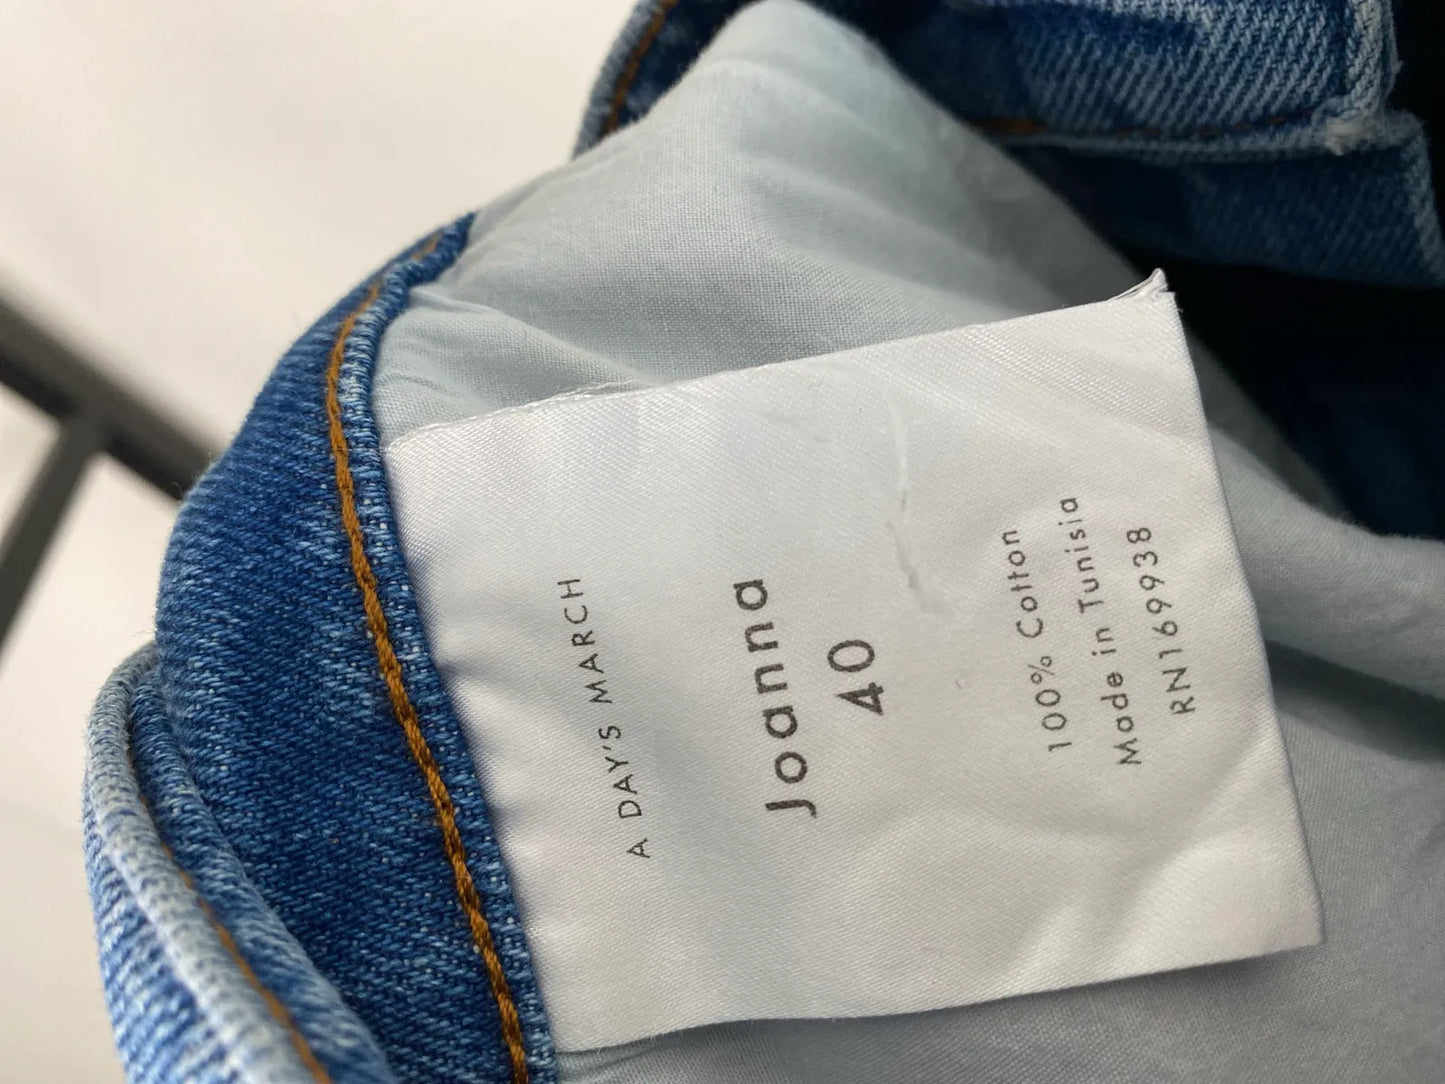 A DAY'S MARCH
Joanna
40
100% Cotton
Made in Tunisia
RN169938